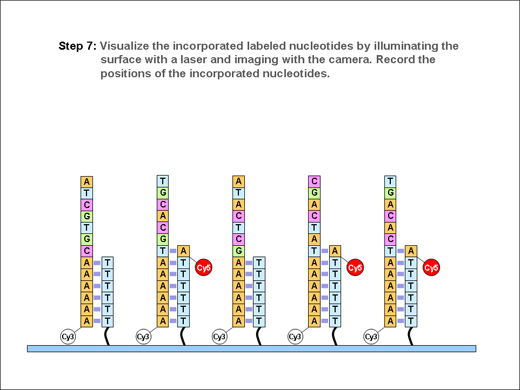 Step 7: Visualize the incorporated labeled nucleotides by illuminating the
surface with a laser and imaging with the camera. Record the
positions of the incorporated nucleotides.
A T A C T
T G T G G
C C A A A
G A C C C
T C T T A
G G C A C
C T A G T A T A
A T A T A T A T A T
Cy5 Cy5 Cy5
A T A T A T A T A T
A T A T A T A T A T
A T A T A T A T A T
A T A T A T A T A T
A T A T A T A T A T
Cy3 Cy3 Cy3 Cy3 Cy3